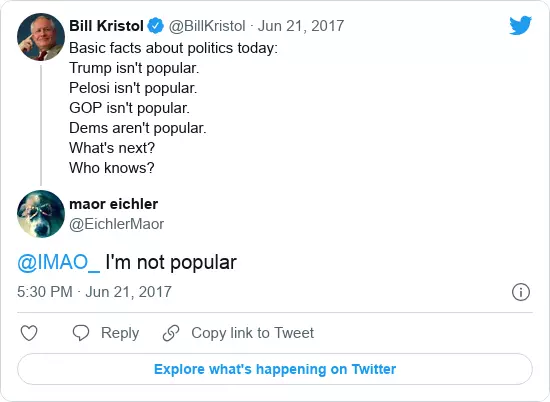 Bill Kristol @BillKristol · Jun 21, 2017
Basic facts about politics today:
Trump isn't popular.
Pelosi isn't popular.
GOP isn't popular.
Dems aren't popular.
What's next?
Who knows?
maor eichler
@EichlerMaor
@IMAO_ I'm not popular
5:30 PM · Jun 21, 2017
Reply Copy link to Tweet
Explore what's happening on Twitter